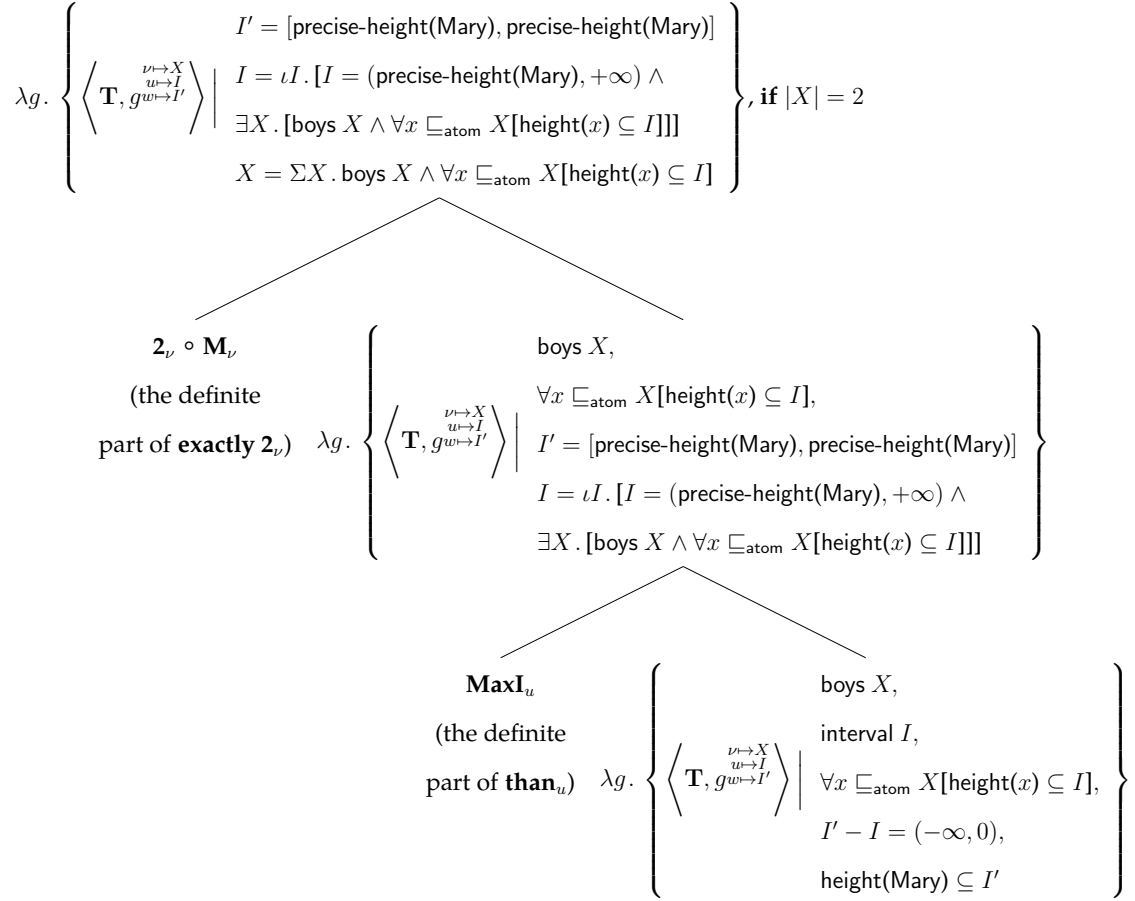 I′ = [precise-height(Mary), precise-height(Mary)]
λg. { ⟨T, g^{ν↦X u↦I w↦I′}⟩ | I = ιI. [I = (precise-height(Mary), +∞) ∧
∃X. [boys X ∧ ∀x ⊑_atom X[height(x) ⊆ I]]]
X = ΣX. boys X ∧ ∀x ⊑_atom X[height(x) ⊆ I] }, if |X| = 2
2_ν ∘ M_ν
(the definite
part of exactly 2_ν)
boys X,
∀x ⊑_atom X[height(x) ⊆ I],
λg. { ⟨T, g^{ν↦X u↦I w↦I′}⟩ | I′ = [precise-height(Mary), precise-height(Mary)]
I = ιI. [I = (precise-height(Mary), +∞) ∧
∃X. [boys X ∧ ∀x ⊑_atom X[height(x) ⊆ I]]] }
MaxI_u
(the definite
part of than_u)
boys X,
interval I,
λg. { ⟨T, g^{ν↦X u↦I w↦I′}⟩ | ∀x ⊑_atom X[height(x) ⊆ I],
I′ − I = (−∞, 0),
height(Mary) ⊆ I′ }